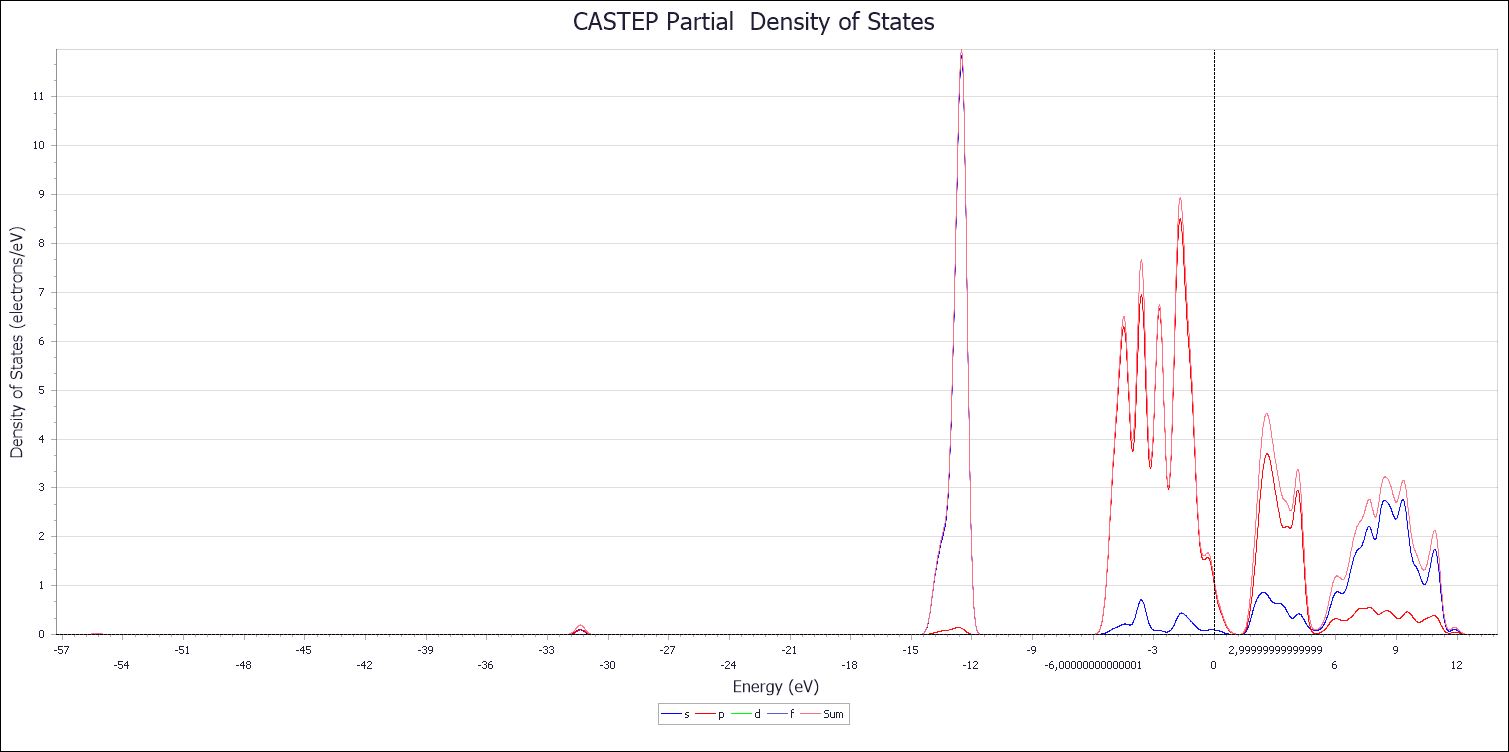 CASTEP Partial  Density of States
Density of States (electrons/eV)
11
10
9
8
7
6
5
4
3
2
1
0
-57 -51 -45 -39 -33 -27 -21 -15 -9 -3 2,99999999999999 9
-54 -48 -42 -36 -30 -24 -18 -12 -6,00000000000001 0 6 12
Energy (eV)
s p d f Sum